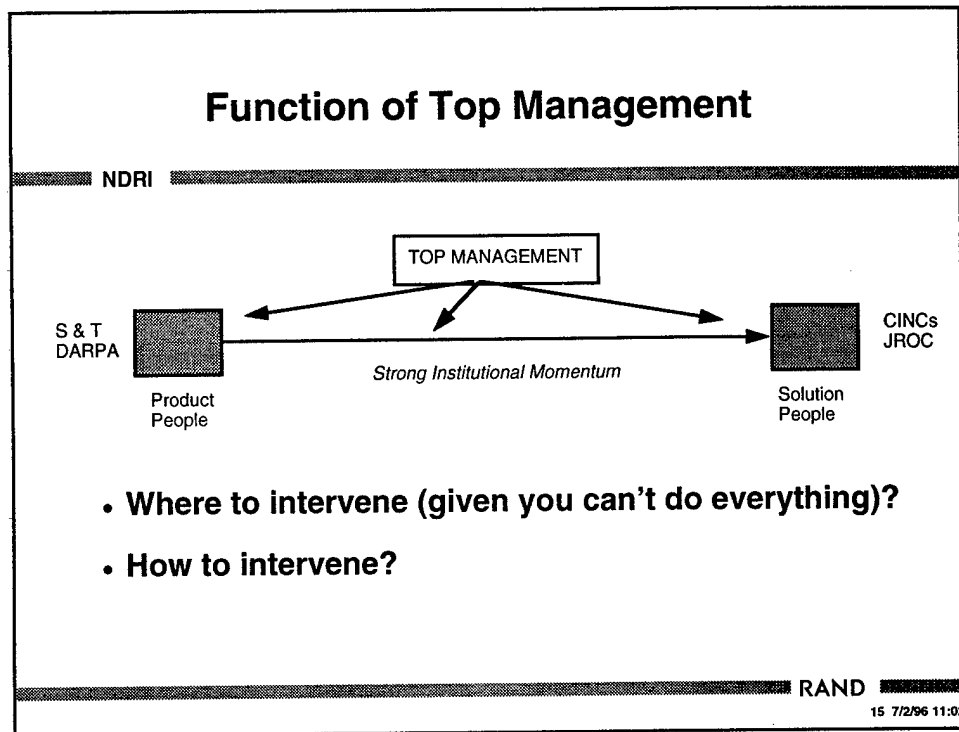 Function of Top Management
NDRI
TOP MANAGEMENT
S & T
DARPA
CINCs
JROC
Strong Institutional Momentum
Product
People
Solution
People
• Where to intervene (given you can't do everything)?
• How to intervene?
RAND
15 7/2/96